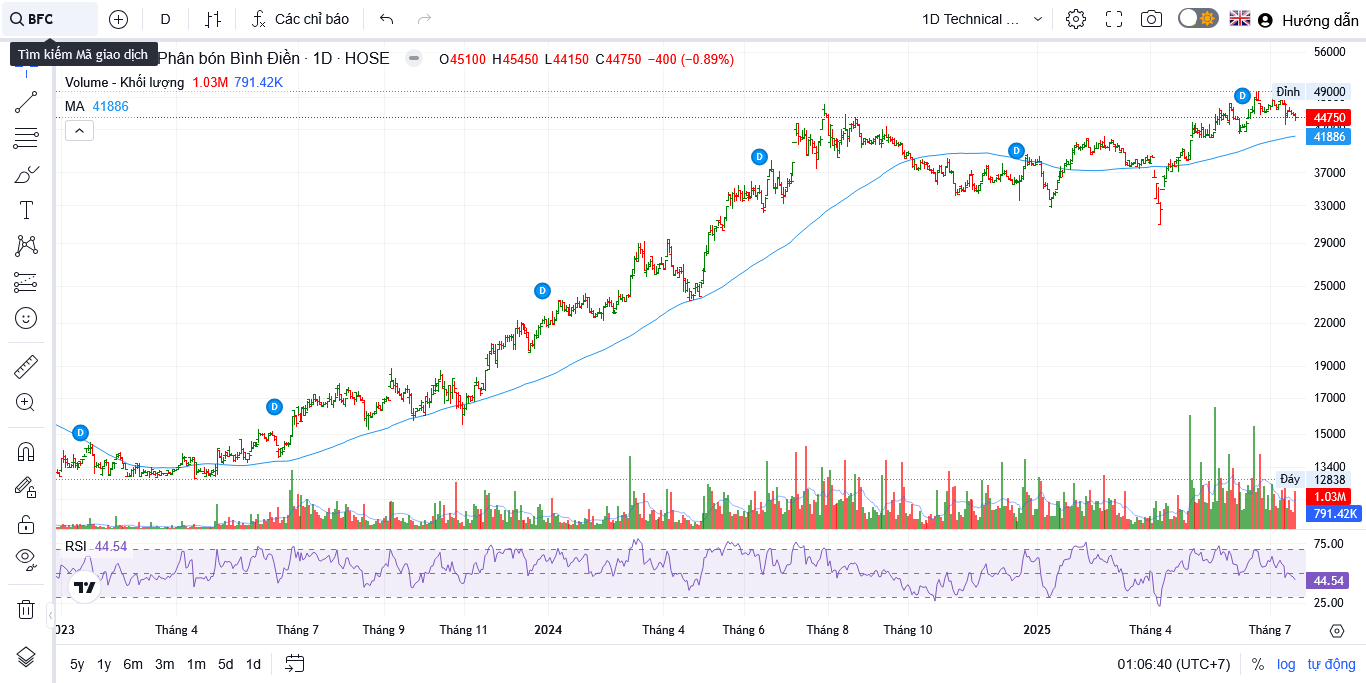 BFC
D
Các chỉ báo
1D Technical ...
Hướng dẫn
Tìm kiếm Mã giao dịch
Phân bón Bình Điền · 1D · HOSE
O45100 H45450 L44150 C44750 −400 (−0.89%)
Volume - Khối lượng 1.03M 791.42K
MA 41886
56000
Đỉnh 49000
44750
41886
37000
33000
29000
25000
22000
19000
17000
15000
13400
Đáy 12838
1.03M
791.42K
D
D
D
D
D
D
RSI 44.54
75.00
44.54
25.00
023 Tháng 4 Tháng 7 Tháng 9 Tháng 11 2024 Tháng 4 Tháng 6 Tháng 8 Tháng 10 2025 Tháng 4 Tháng 7
5y 1y 6m 3m 1m 5d 1d
01:06:40 (UTC+7) % log tự động